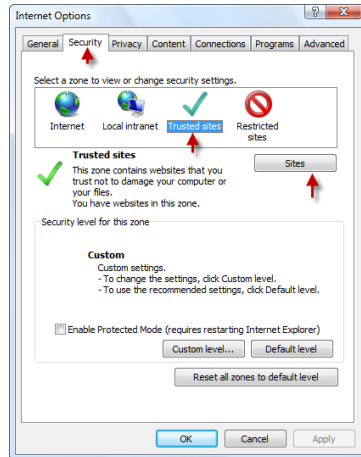 Internet Options
General Security Privacy Content Connections Programs Advanced
Select a zone to view or change security settings.
Internet Local intranet Trusted sites Restricted sites
Trusted sites
Sites
This zone contains websites that you
trust not to damage your computer or
your files.
You have websites in this zone.
Security level for this zone
Custom
Custom settings.
- To change the settings, click Custom level.
- To use the recommended settings, click Default level.
Enable Protected Mode (requires restarting Internet Explorer)
Custom level... Default level
Reset all zones to default level
OK Cancel Apply